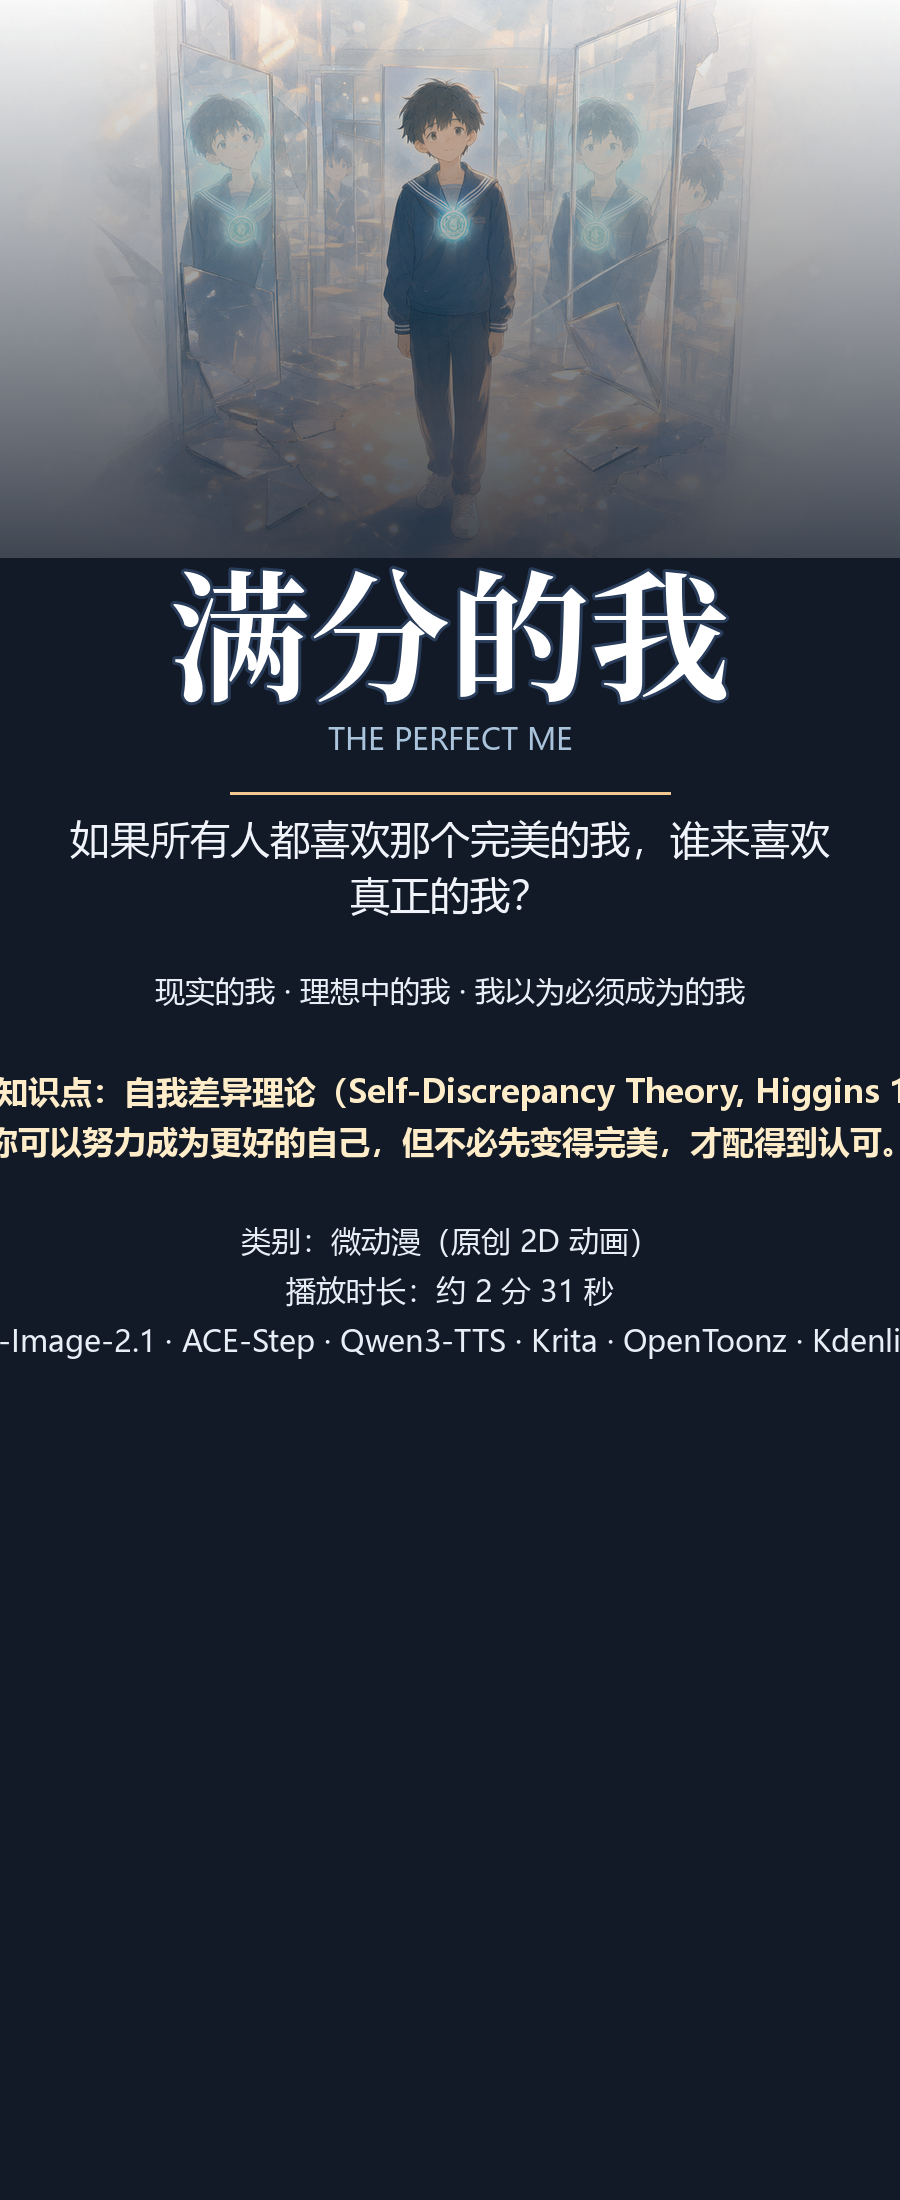 满分的我
THE PERFECT ME
如果所有人都喜欢那个完美的我，谁来喜欢
真正的我？
现实的我 · 理想中的我 · 我以为必须成为的我
知识点：自我差异理论（Self-Discrepancy Theory, Higgins 1
你可以努力成为更好的自己，但不必先变得完美，才配得到认可。
类别：微动漫（原创 2D 动画）
播放时长：约 2 分 31 秒
-Image-2.1 · ACE-Step · Qwen3-TTS · Krita · OpenToonz · Kdenli